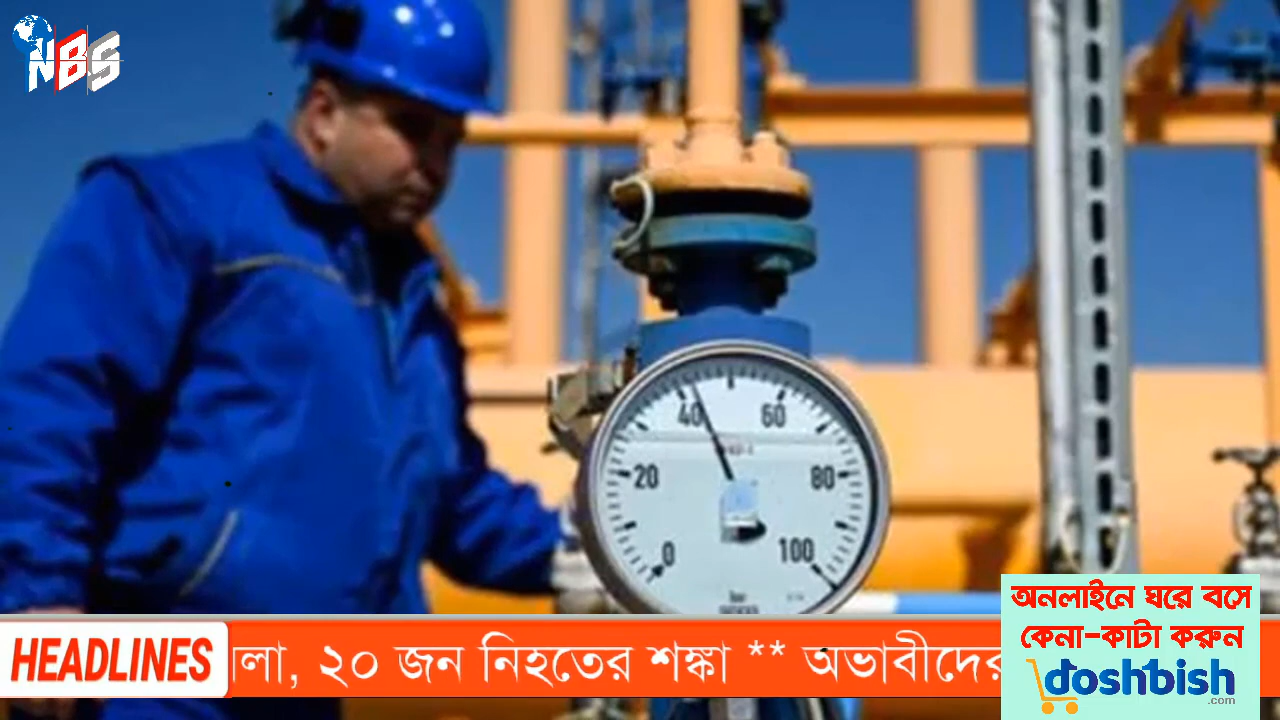 NBS
40 60
20 80
0 100
bar
অনলাইনে ঘরে বসে
কেনা-কাটা করুন
doshbish
.com
HEADLINES লা, ২০ জন নিহতের শঙ্কা ** অভাবীদের